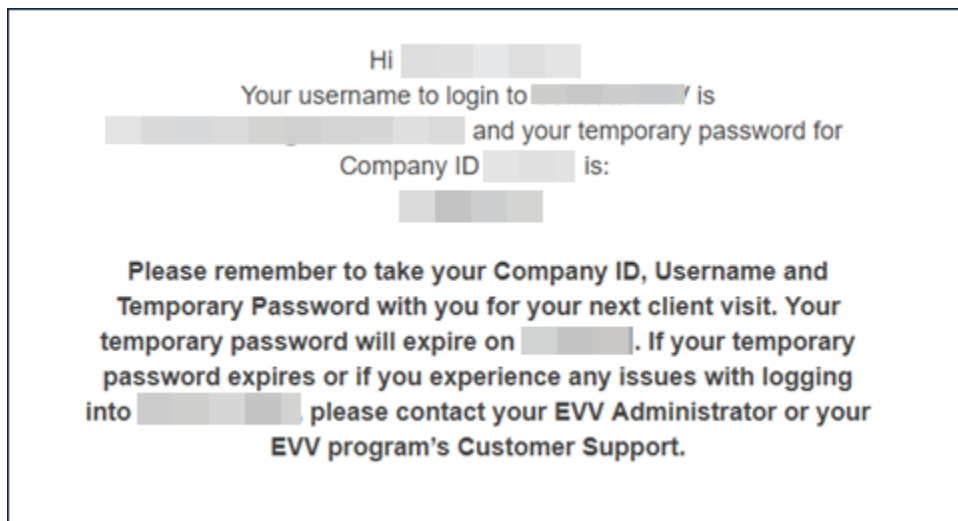 Hi
Your username to login to is
and your temporary password for
Company ID is:
Please remember to take your Company ID, Username and
Temporary Password with you for your next client visit. Your
temporary password will expire on . If your temporary
password expires or if you experience any issues with logging
into , please contact your EVV Administrator or your
EVV program’s Customer Support.